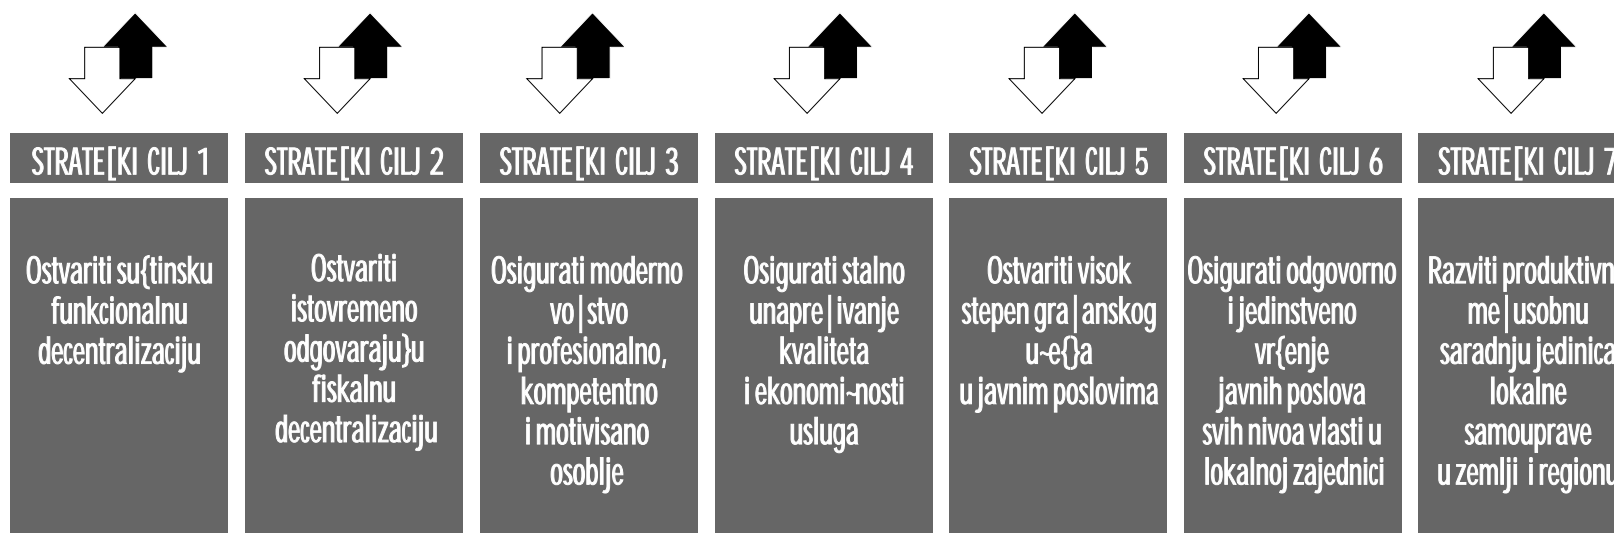 STRATE[KI CILJ 1
Ostvariti su{tinsku
funkcionalnu
decentralizaciju
STRATE[KI CILJ 2
Ostvariti
istovremeno
odgovaraju}u
fiskalnu
decentralizaciju
STRATE[KI CILJ 3
Osigurati moderno
vo|stvo
i profesionalno,
kompetentno
i motivisano
osoblje
STRATE[KI CILJ 4
Osigurati stalno
unapre|ivanje
kvaliteta
i ekonomi~nosti
usluga
STRATE[KI CILJ 5
Ostvariti visok
stepen gra|anskog
u~e{}a
u javnim poslovima
STRATE[KI CILJ 6
Osigurati odgovorno
i jedinstveno
vr{enje
javnih poslova
svih nivoa vlasti u
lokalnoj zajednici
STRATE[KI CILJ 7
Razviti produktivn
me|usobnu
saradnju jedinica
lokalne
samouprave
u zemlji i regionu